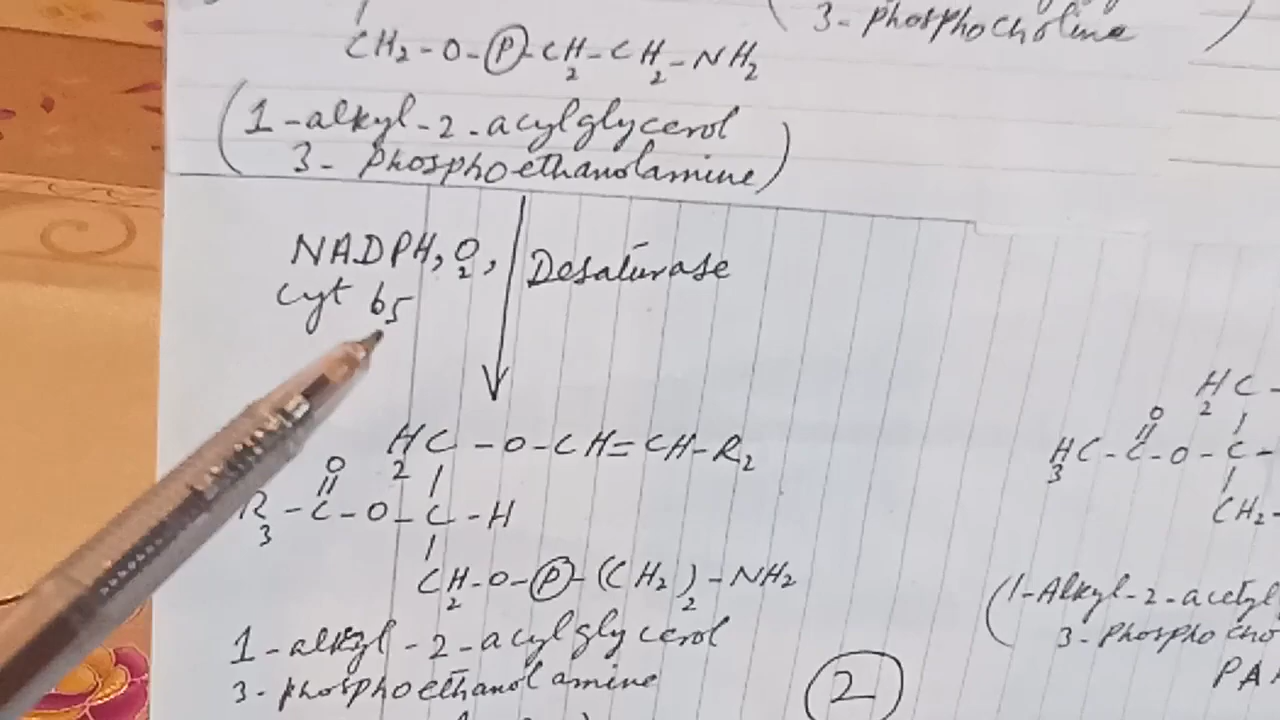 3-phosphocholine )
CH2-O-(P)-CH2-CH2-NH2
(1-alkyl-2-acylglycerol
3-phosphoethanolamine)
NADPH, O2, Desaturase
Cyt b5
H2C-O-CH=CH-R2
R3-C-O-C-H
O
CH2-O-(P)-(CH2)2-NH2
1-alkyl-2-acylglycerol
3-phosphoethanolamine
2
H2C-
O
H3C-C-O-C-
CH2-
(1-Alkyl-2-acetyl
3-phospho cho
PA